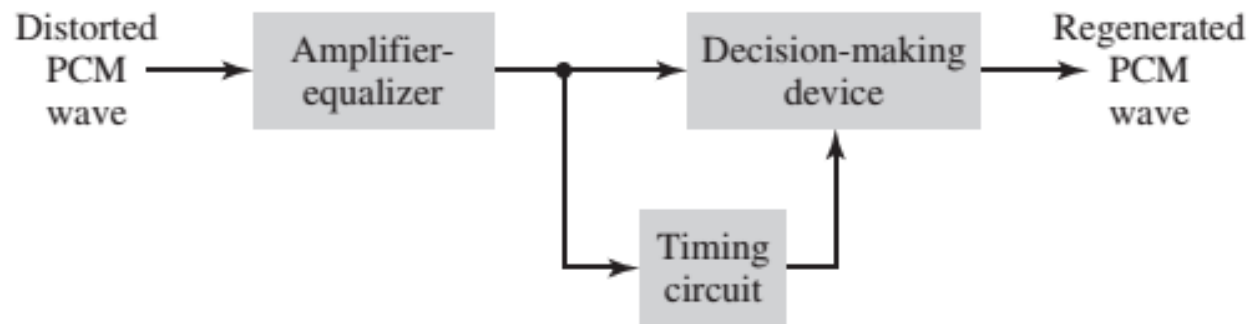 Distorted
PCM
wave
Amplifier-
equalizer
Decision-making
device
Regenerated
PCM
wave
Timing
circuit